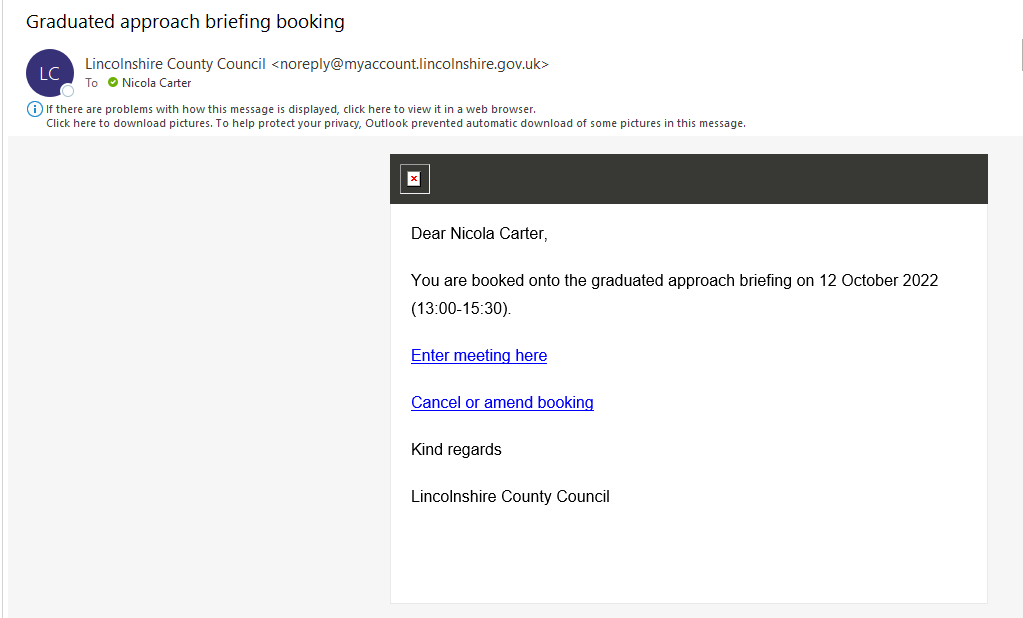 Graduated approach briefing booking
LC
Lincolnshire County Council <noreply@myaccount.lincolnshire.gov.uk>
To Nicola Carter
If there are problems with how this message is displayed, click here to view it in a web browser.
Click here to download pictures. To help protect your privacy, Outlook prevented automatic download of some pictures in this message.
Dear Nicola Carter,
You are booked onto the graduated approach briefing on 12 October 2022
(13:00-15:30).
Enter meeting here
Cancel or amend booking
Kind regards
Lincolnshire County Council